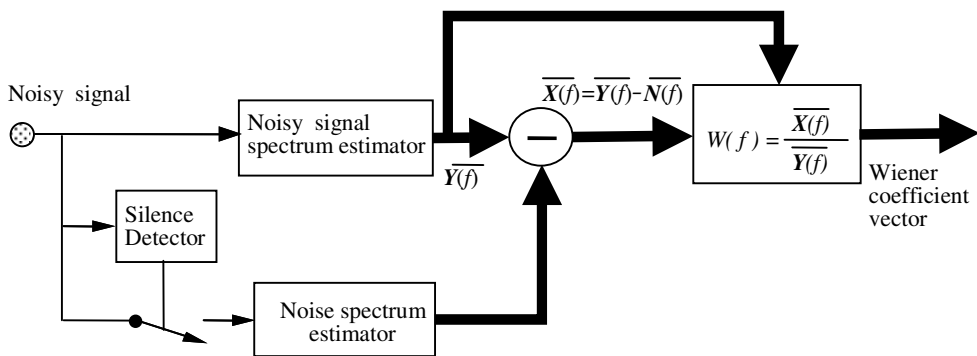 Noisy signal
Noisy signal
spectrum estimator
Y(f)
X(f)=Y(f)-N(f)
W(f)=X(f)/Y(f)
Wiener
coefficient
vector
Silence
Detector
Noise spectrum
estimator